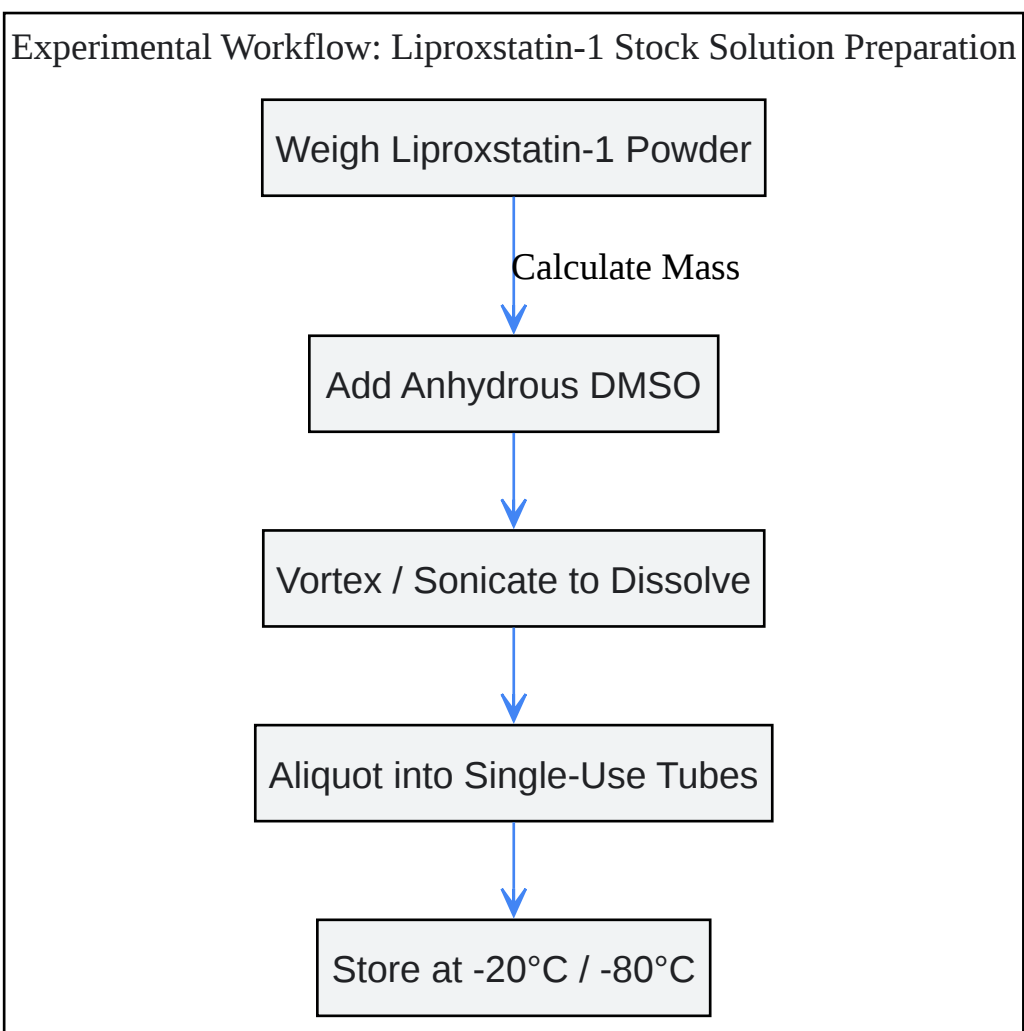 Experimental Workflow: Liproxstatin-1 Stock Solution Preparation
Weigh Liproxstatin-1 Powder
Calculate Mass
Add Anhydrous DMSO
Vortex / Sonicate to Dissolve
Aliquot into Single-Use Tubes
Store at -20°C / -80°C